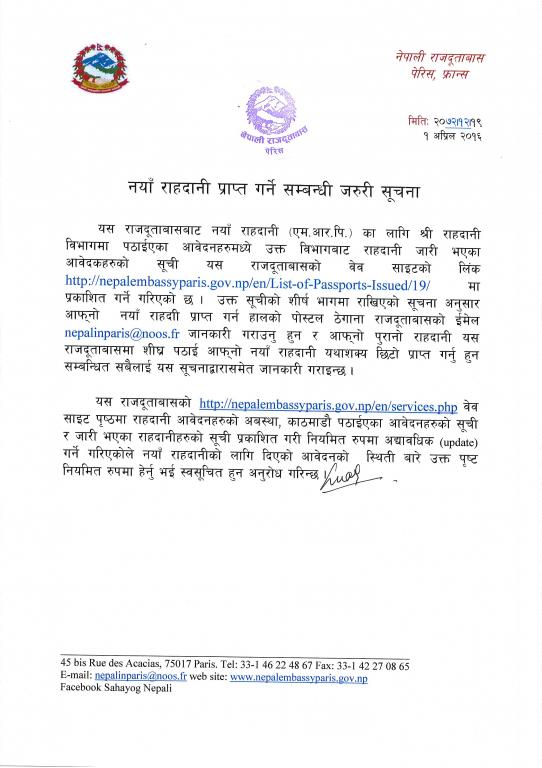 नेपाली राजदूतावास
पेरिस, फ्रान्स
नेपाली राजदूतावास
पेरिस
मितिः २०७२।१२।१९
१ अप्रिल २०१६
नयाँ राहदानी प्राप्त गर्ने सम्बन्धी जरुरी सूचना
यस राजदूतावासबाट नयाँ राहदानी (एम.आर.पि.) का लागि श्री राहदानी
विभागमा पठाईएका आवेदनहरुमध्ये उक्त विभागबाट राहदानी जारी भएका
आवेदकहरुको सूची यस राजदूतावासको वेव साइटको लिंक
http://nepalembassyparis.gov.np/en/List-of-Passports-Issued/19/ मा
प्रकाशित गर्ने गरिएको छ । उक्त सूचीको शीर्ष भागमा राखिएको सूचना अनुसार
आफ्नो नयाँ राहदाी प्राप्त गर्न हालको पोस्टल ठेगाना राजदूतावासको ईमेल
nepalinparis@noos.fr जानकारी गराउनु हुन र आफ्नो पुरानो राहदानी यस
राजदूतावासमा शीघ्र पठाई आफ्नो नयाँ राहदानी यथाशक्य छिटो प्राप्त गर्नु हुन
सम्बन्धित सबैलाई यस सूचनाद्वारासमेत जानकारी गराइन्छ ।
यस राजदूतावासको http://nepalembassyparis.gov.np/en/services.php वेव
साइट पृष्ठमा राहदानी आवेदनहरुको अवस्था, काठमाडौ पठाईएका आवेदनहरुको सूची
र जारी भएका राहदानीहरुको सूची प्रकाशित गरी नियमित रुपमा अद्यावधिक (update)
गर्ने गरिएकोले नयाँ राहदानीको लागि दिएको आवेदनको स्थिती बारे उक्त पृष्ट
नियमित रुपमा हेर्नु भई स्वसूचित हुन अनुरोध गरिन्छ ।
45 bis Rue des Acacias, 75017 Paris. Tel: 33-1 46 22 48 67 Fax: 33-1 42 27 08 65
E-mail: nepalinparis@noos.fr web site: www.nepalembassyparis.gov.np
Facebook Sahayog Nepali